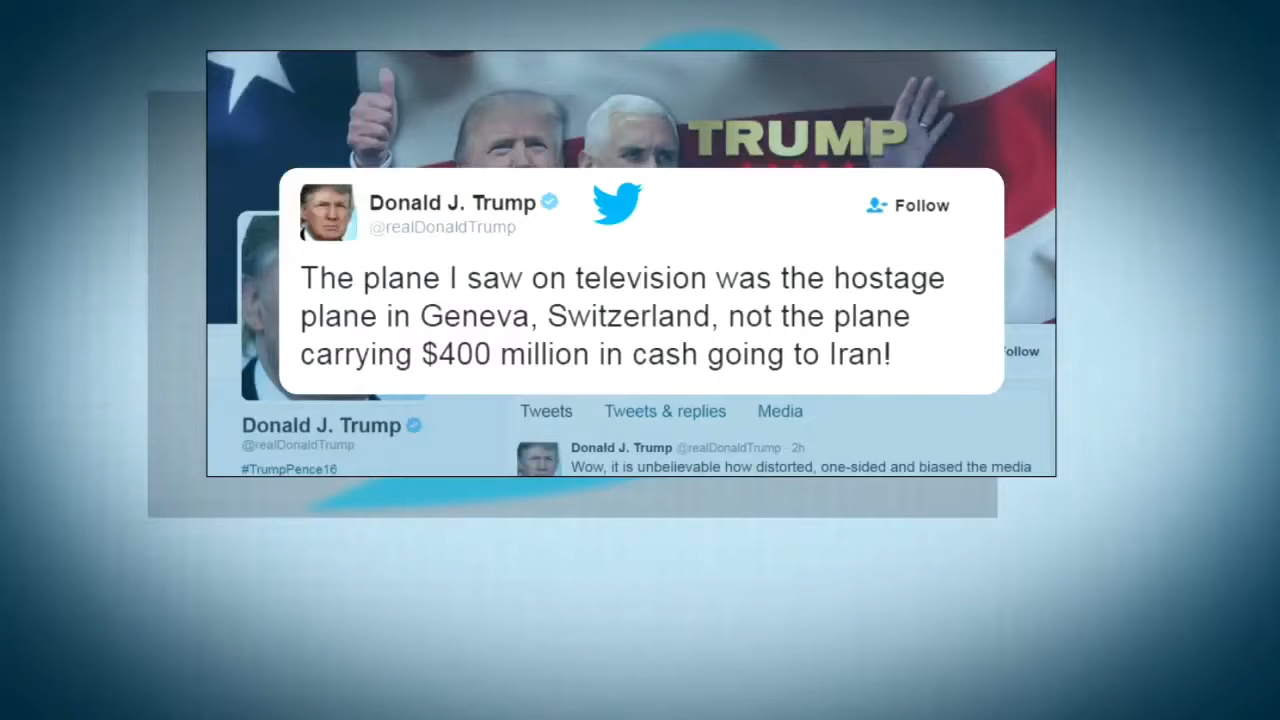 TRUMP
Donald J. Trump
Follow
@realDonaldTrump
The plane I saw on television was the hostage
plane in Geneva, Switzerland, not the plane
carrying $400 million in cash going to Iran!
ollow
Tweets Tweets & replies Media
Donald J. Trump
@realDonaldTrump
#TrumpPence16
Donald J. Trump @realDonaldTrump · 2h
Wow, it is unbelievable how distorted, one-sided and biased the media